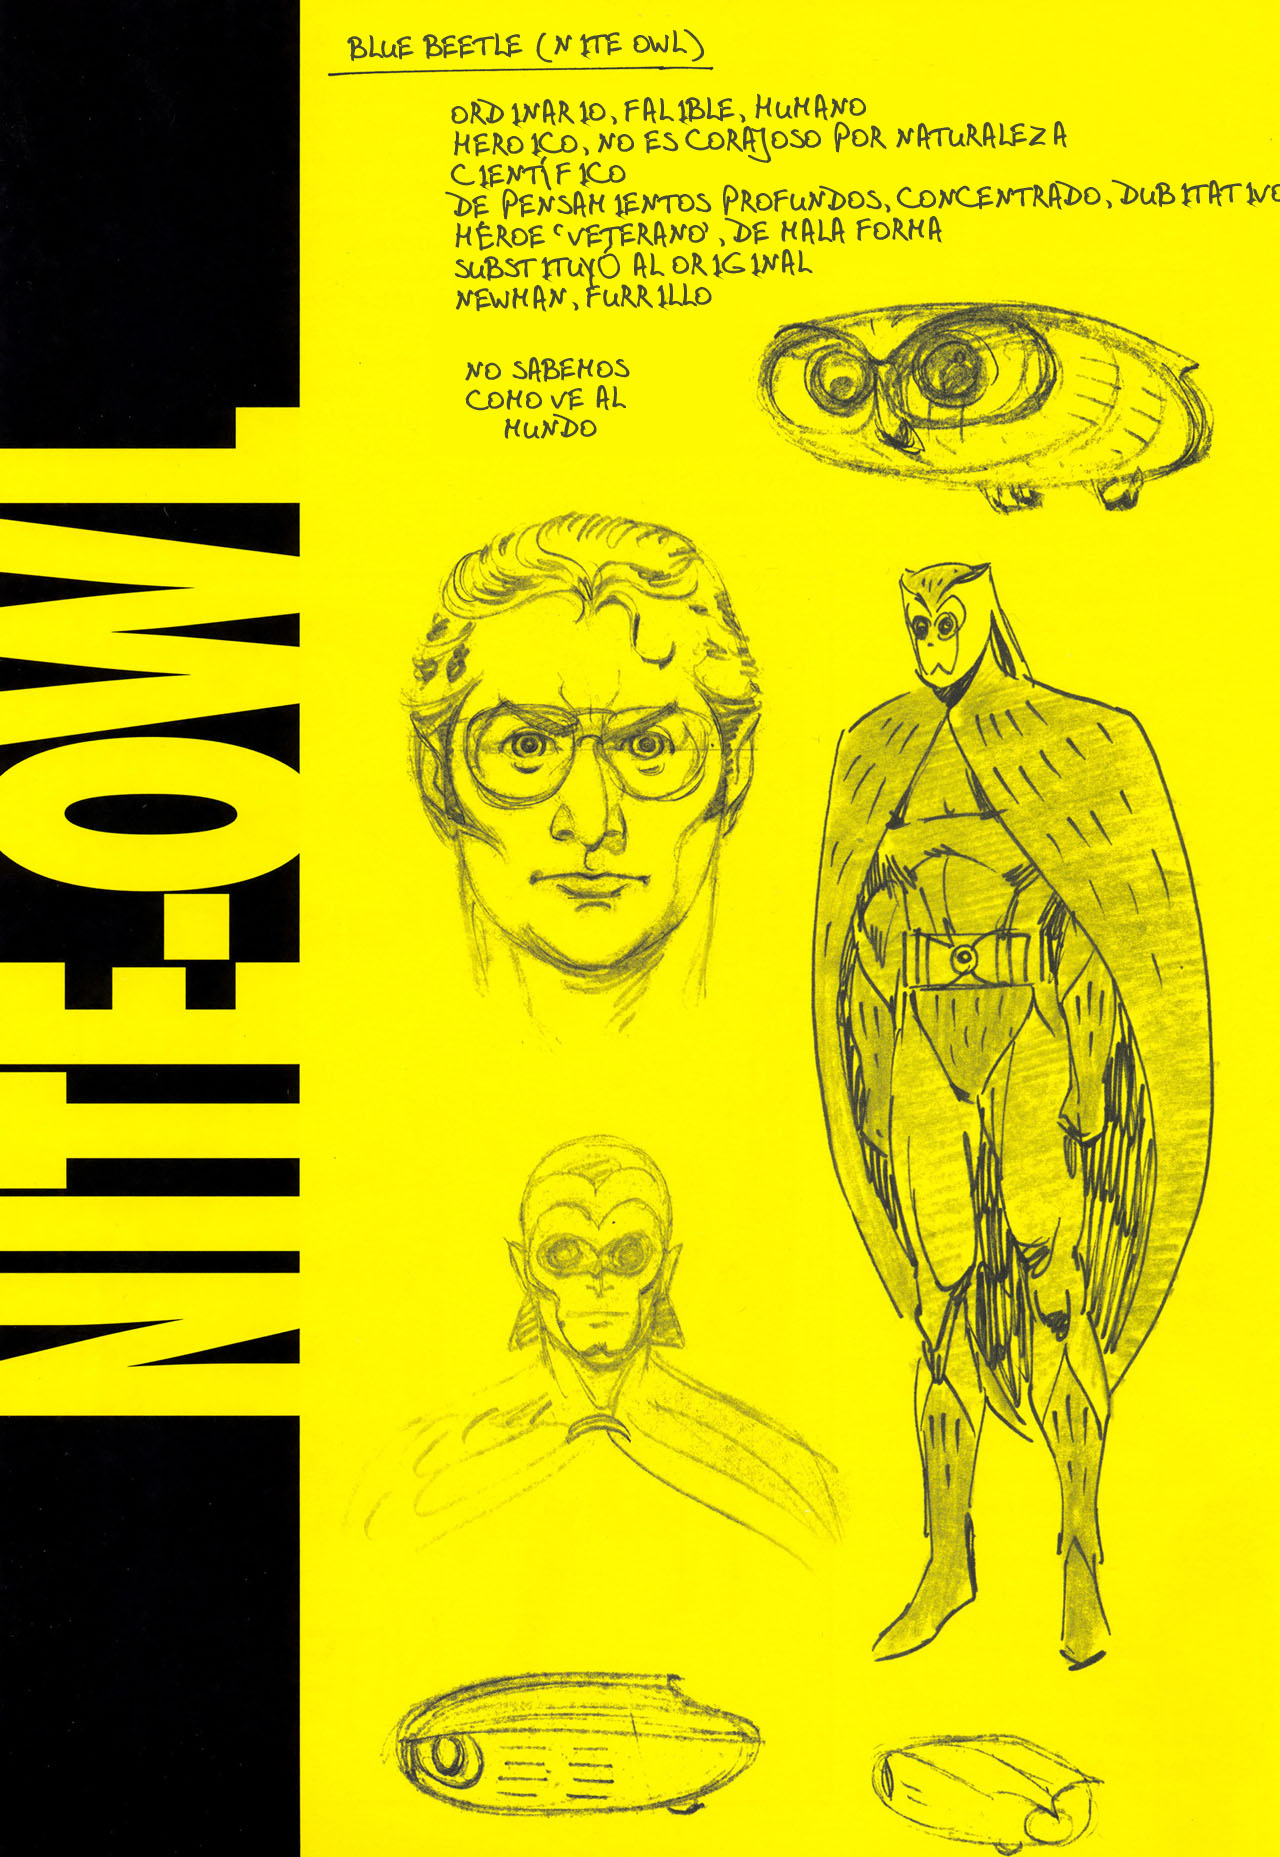 BLUE BEETLE (NITE OWL)
ORDINARIO, FALIBLE, HUMANO
HEROICO, NO ES CORAJOSO POR NATURALEZA
CIENTÍFICO
DE PENSAMIENTOS PROFUNDOS, CONCENTRADO, DUBITATIVO
HÉROE 'VETERANO', DE MALA FORMA
SUBSTITUYÓ AL ORIGINAL
NEWMAN, FURRILLO
NO SABEMOS
COMO VE AL
MUNDO
NITE OWL